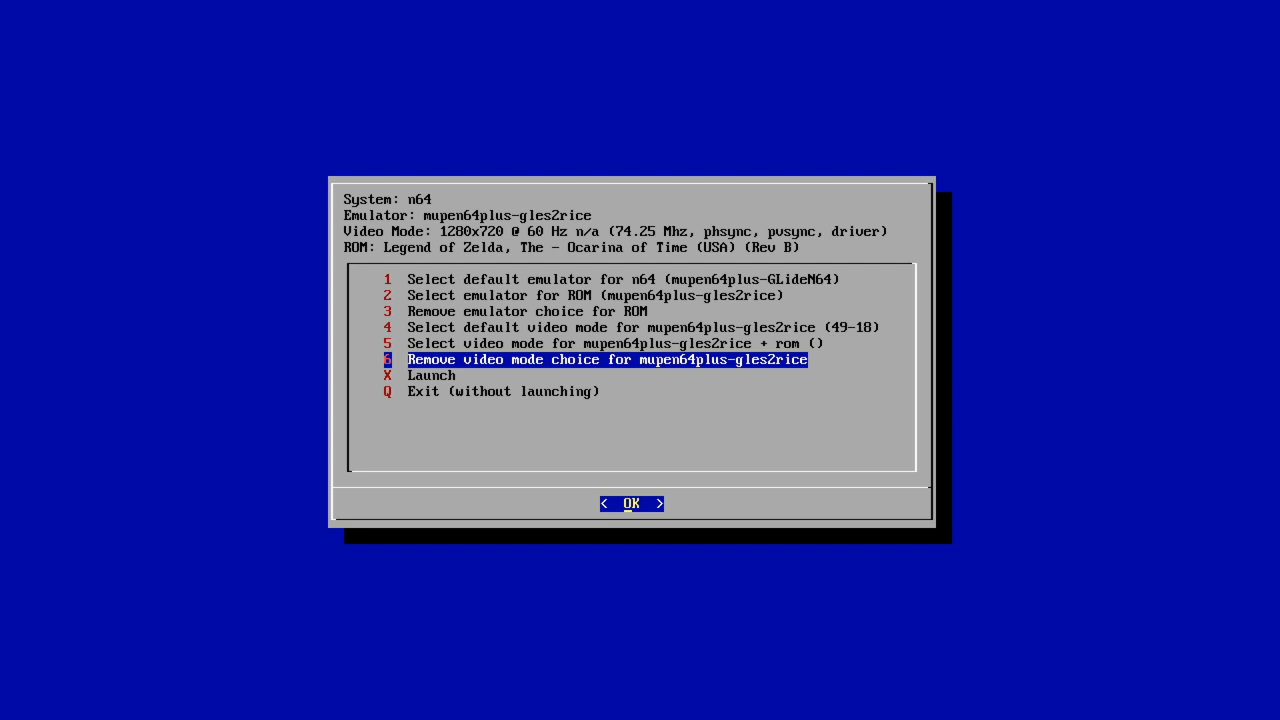 System: n64
Emulator: mupen64plus-gles2rice
Video Mode: 1280x720 @ 60 Hz n/a (74.25 Mhz, phsync, pvsync, driver)
ROM: Legend of Zelda, The - Ocarina of Time (USA) (Rev B)
1 Select default emulator for n64 (mupen64plus-GLideN64)
2 Select emulator for ROM (mupen64plus-gles2rice)
3 Remove emulator choice for ROM
4 Select default video mode for mupen64plus-gles2rice (49-18)
5 Select video mode for mupen64plus-gles2rice + rom ()
6 Remove video mode choice for mupen64plus-gles2rice
X Launch
Q Exit (without launching)
< OK >